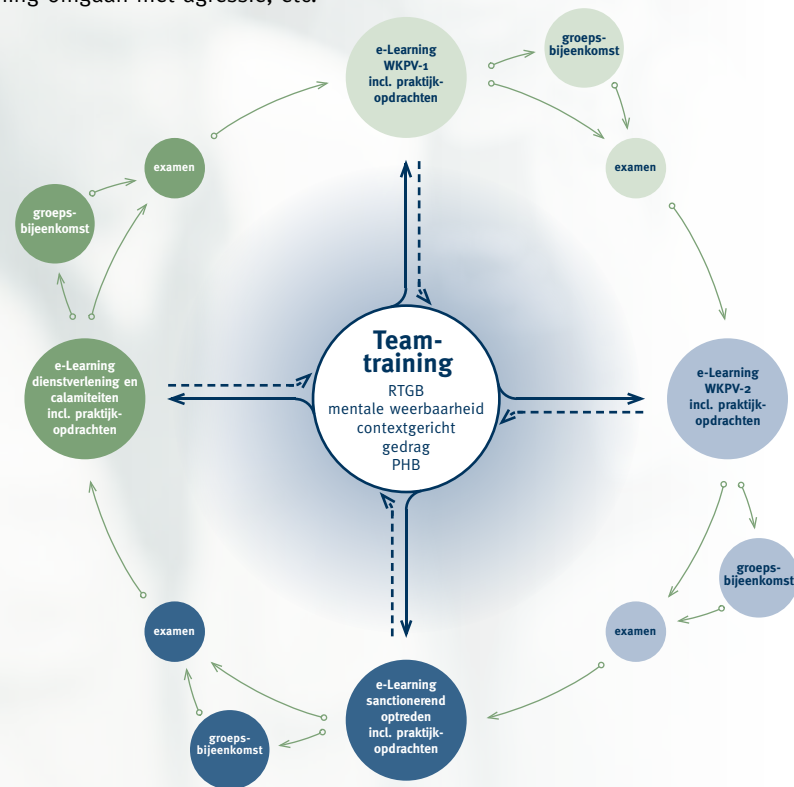 ning omgaan met agressie, etc.
e-Learning
WKPV-1
incl. praktijk-
opdrachten
groeps-
bijeenkomst
examen
e-Learning
WKPV-2
incl. praktijk-
opdrachten
groeps-
bijeenkomst
examen
e-Learning
sanctionerend
optreden
incl. praktijk-
opdrachten
groeps-
bijeenkomst
examen
e-Learning
dienstverlening en
calamiteiten
incl. praktijk-
opdrachten
groeps-
bijeenkomst
examen
Team-
training
RTGB
mentale weerbaarheid
contextgericht
gedrag
PHB